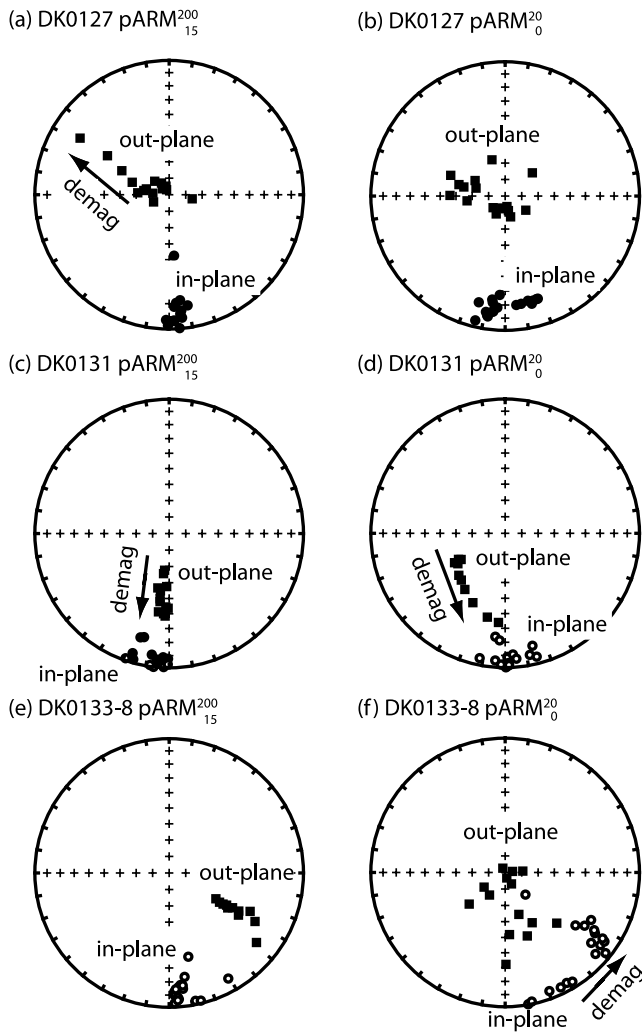 (a) DK0127 pARM²⁰⁰₁₅
(b) DK0127 pARM²⁰₀
out-plane
demag
in-plane
out-plane
in-plane
(c) DK0131 pARM²⁰⁰₁₅
(d) DK0131 pARM²⁰₀
demag
out-plane
in-plane
out-plane
demag
in-plane
(e) DK0133-8 pARM²⁰⁰₁₅
(f) DK0133-8 pARM²⁰₀
out-plane
in-plane
out-plane
in-plane
demag